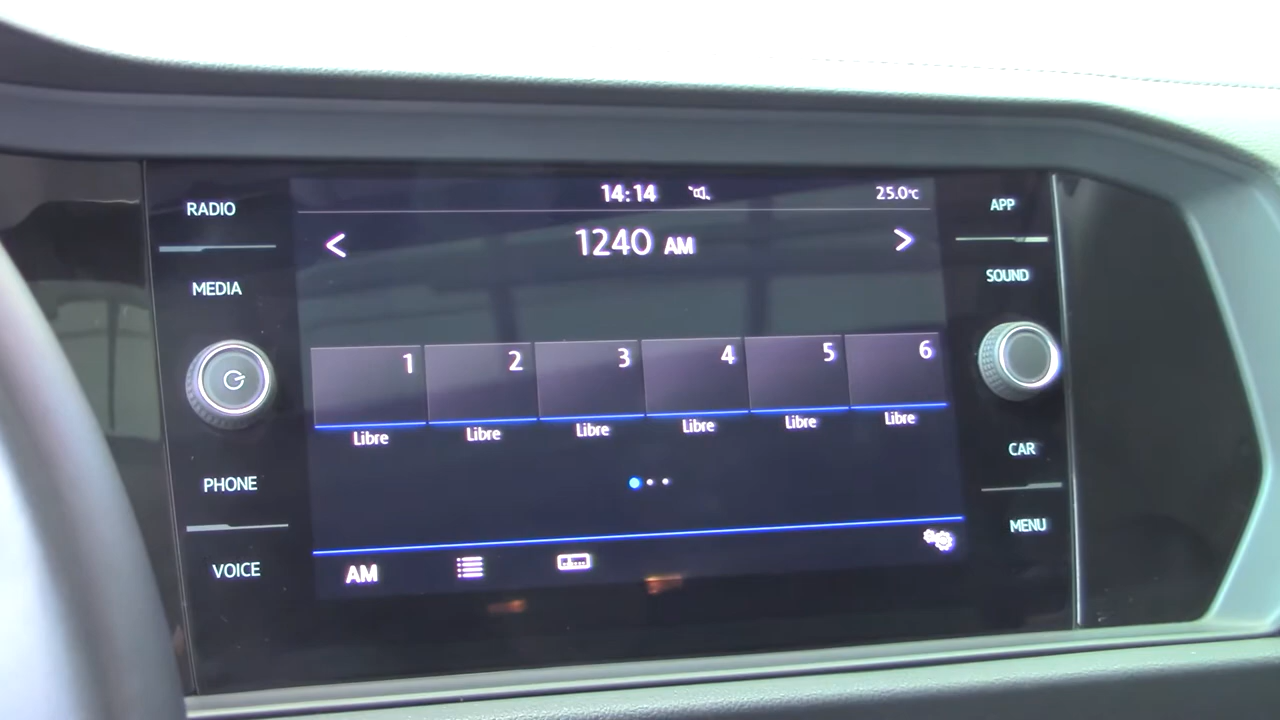 RADIO
MEDIA
PHONE
VOICE
14:14
25.0°C
< 1240 AM >
1 2 3 4 5 6
Libre Libre Libre Libre Libre Libre
AM
APP
SOUND
CAR
MENU